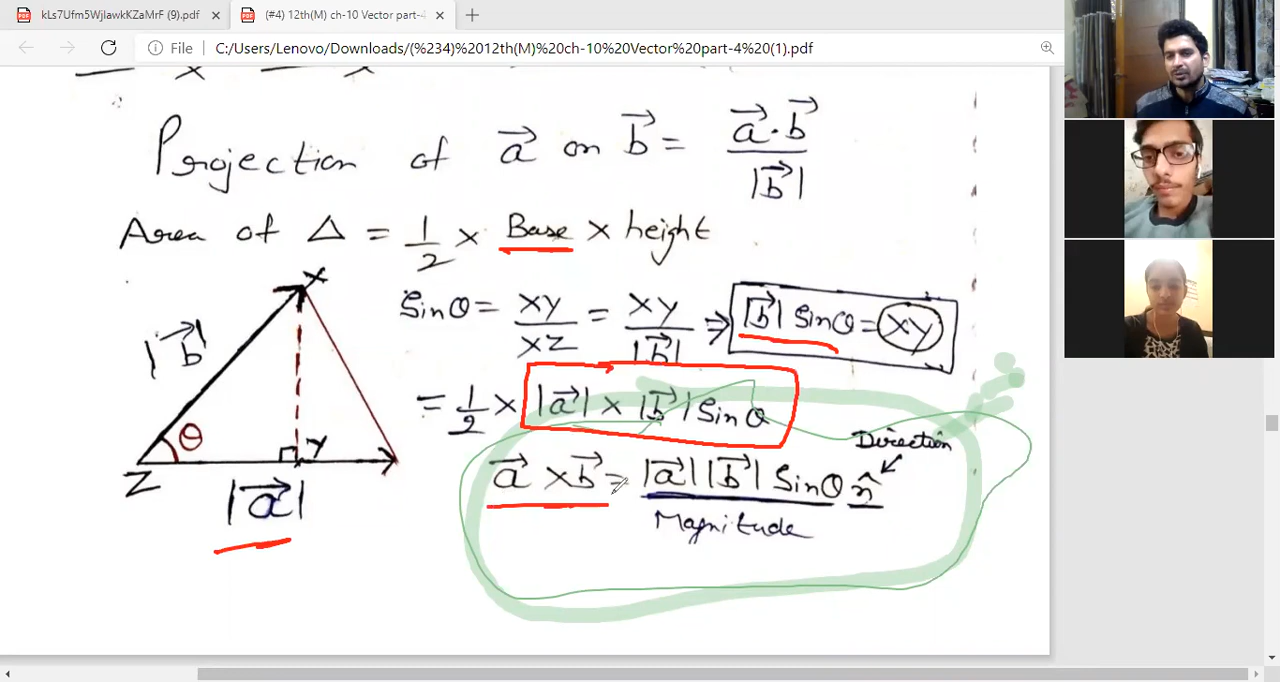 kLs7Ufm5WjlawkKZaMrF (9).pdf
(#4) 12th(M) ch-10 Vector part-4
File C:/Users/Lenovo/Downloads/(%234)%2012th(M)%20ch-10%20Vector%20part-4%20(1).pdf
Projection of a⃗ on b⃗ = a⃗·b⃗ / |b⃗|
Area of Δ = 1/2 × Base × height
Sinθ = XY/XZ = XY/|b⃗| ⇒ |b⃗| Sinθ = XY
= 1/2 × |a⃗| × |b⃗| Sin θ
Direction
a⃗ × b⃗ = |a⃗| |b⃗| Sinθ n̂
Magnitude
X
|b⃗|
θ
Z
Y
|a⃗|